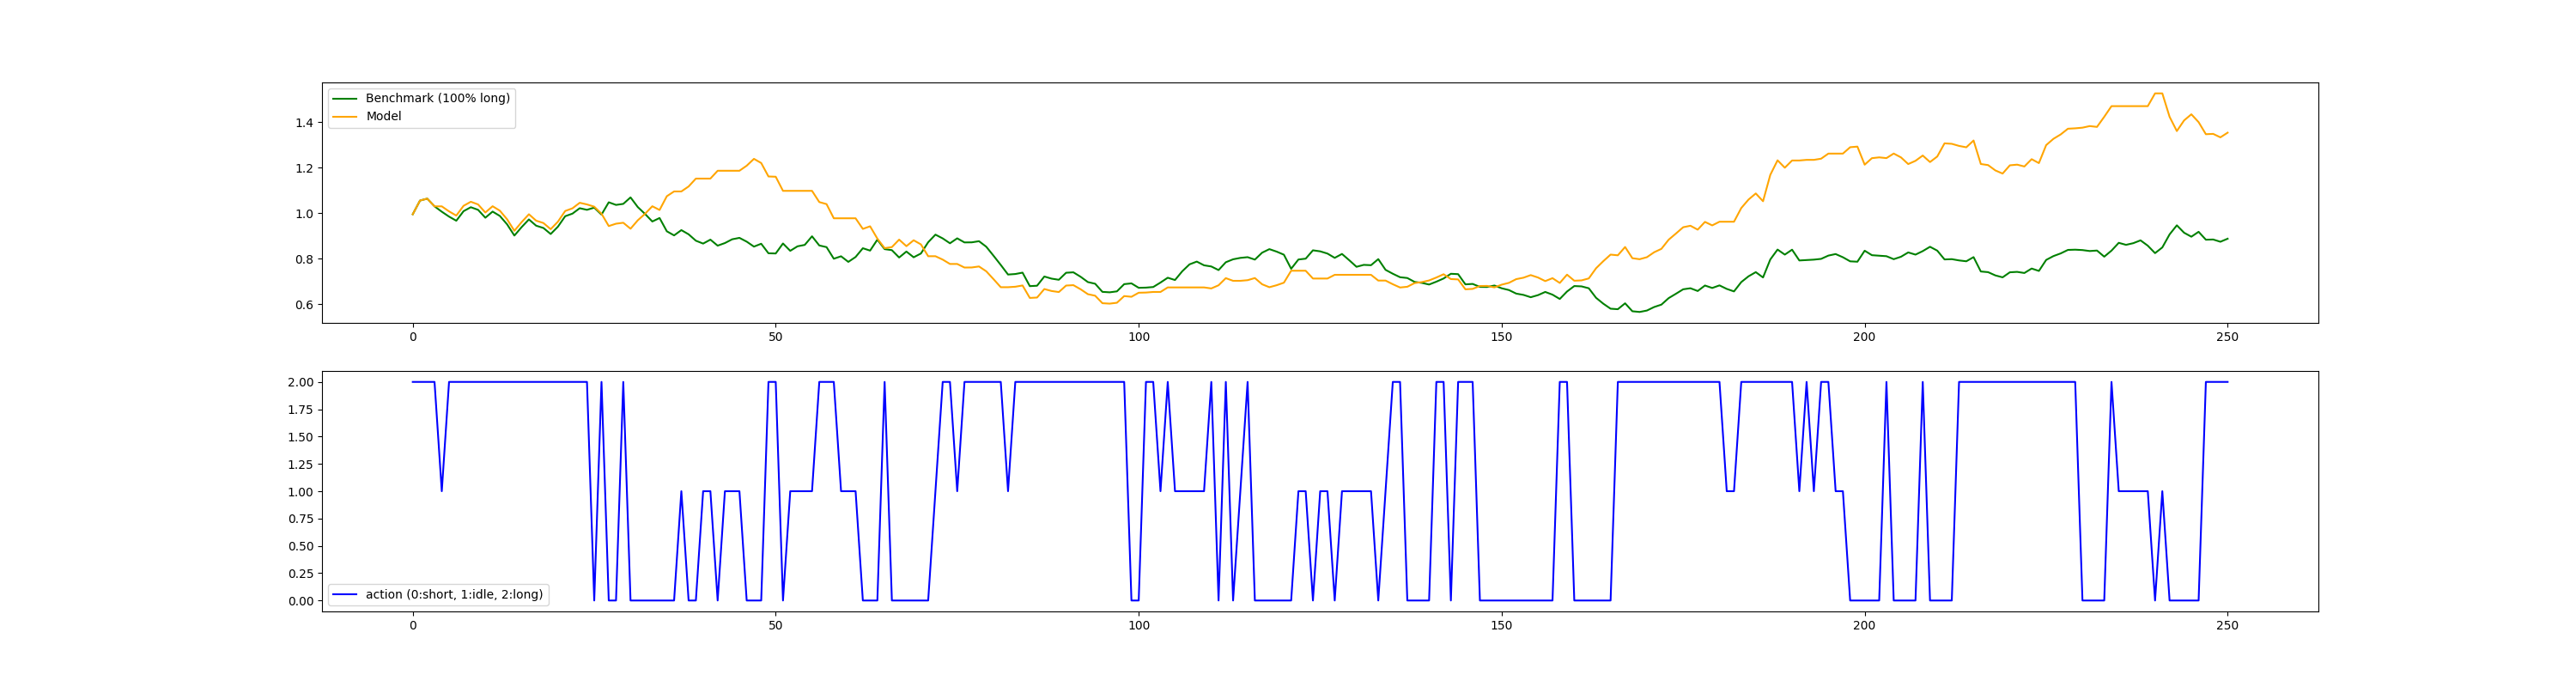 Benchmark (100% long)
Model
1.4
1.2
1.0
0.8
0.6
0 50 100 150 200 250
2.00
1.75
1.50
1.25
1.00
0.75
0.50
0.25
0.00
action (0:short, 1:idle, 2:long)
0 50 100 150 200 250